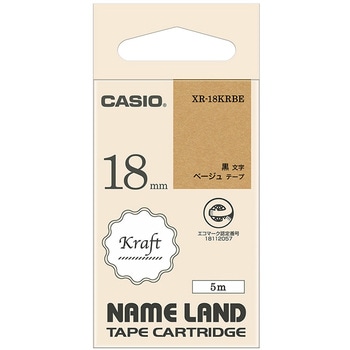 CASIO
XR-18KRBE
18mm
黒 文字
ベージュ テープ
Kraft
エコマーク認定番号
18112057
5m
NAME LAND
TAPE CARTRIDGE